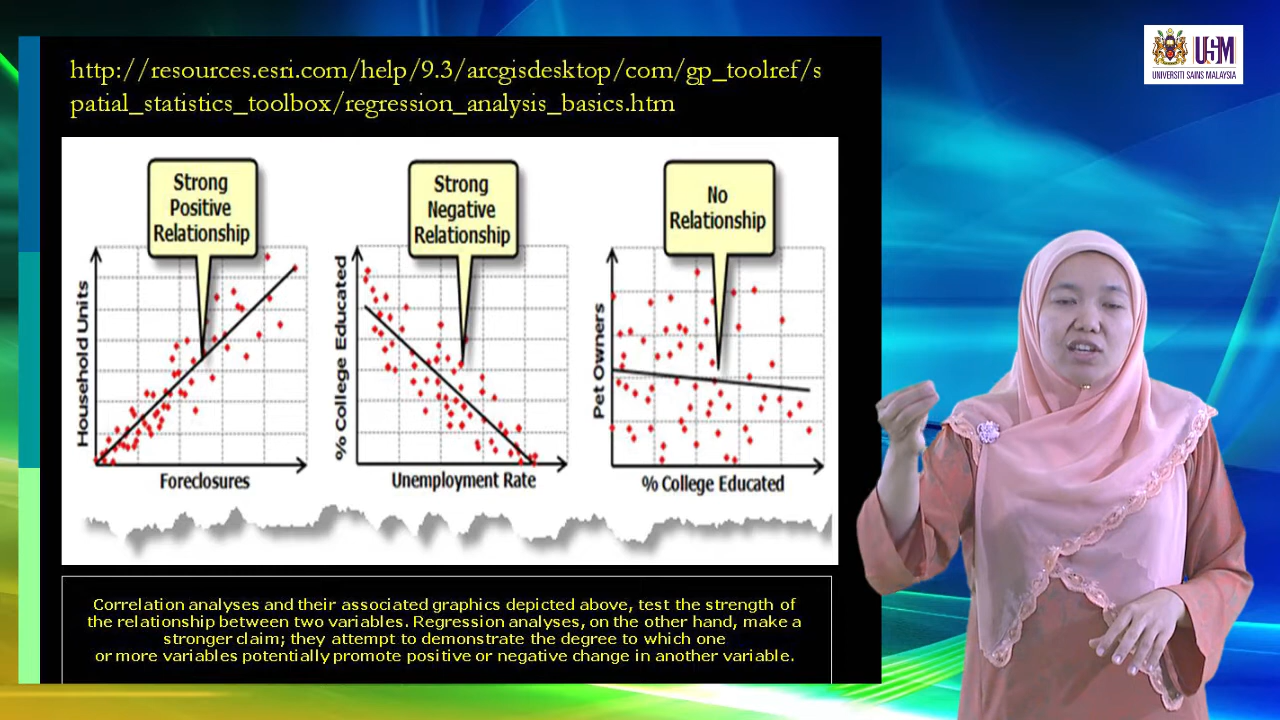 http://resources.esri.com/help/9.3/arcgisdesktop/com/gp_toolref/s
patial_statistics_toolbox/regression_analysis_basics.htm
USM
UNIVERSITI SAINS MALAYSIA
Strong
Positive
Relationship
Household Units
Foreclosures
Strong
Negative
Relationship
% College Educated
Unemployment Rate
No
Relationship
Pet Owners
% College Educated
Correlation analyses and their associated graphics depicted above, test the strength of
the relationship between two variables. Regression analyses, on the other hand, make a
stronger claim; they attempt to demonstrate the degree to which one
or more variables potentially promote positive or negative change in another variable.